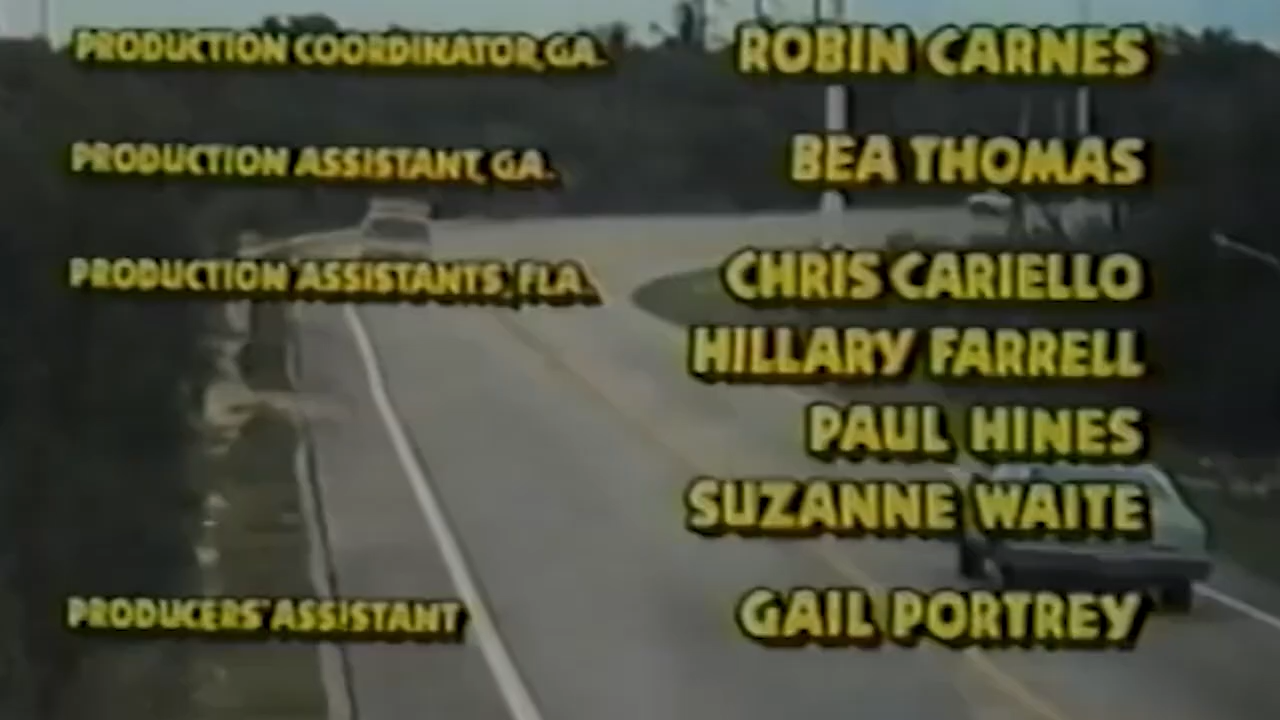 PRODUCTION COORDINATOR, GA. ROBIN CARNES
PRODUCTION ASSISTANT, GA. BEA THOMAS
PRODUCTION ASSISTANTS, FLA. CHRIS CARIELLO
HILLARY FARRELL
PAUL HINES
SUZANNE WAITE
PRODUCERS' ASSISTANT GAIL PORTREY